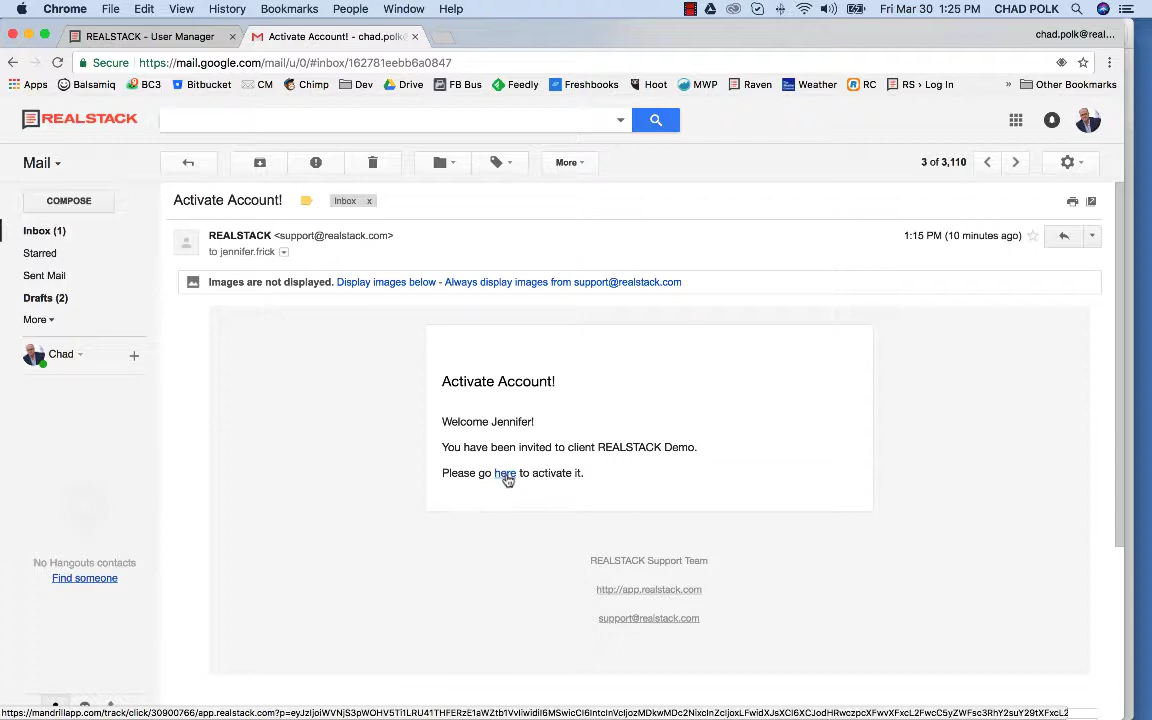 Chrome File Edit View History Bookmarks People Window Help Fri Mar 30 1:25 PM CHAD POLK
REALSTACK - User Manager × Activate Account! - chad.polk@ × chad.polk@real...
Secure https://mail.google.com/mail/u/0/#inbox/162781eebb6a0847
Apps Balsamiq BC3 Bitbucket CM Chimp Dev Drive FB Bus Feedly Freshbooks Hoot MWP Raven Weather RC RS › Log In » Other Bookmarks
REALSTACK
Mail More 3 of 3,110
COMPOSE
Activate Account! Inbox x
Inbox (1)
Starred
Sent Mail
Drafts (2)
More
Chad
REALSTACK <support@realstack.com> 1:15 PM (10 minutes ago)
to jennifer.frick
Images are not displayed. Display images below - Always display images from support@realstack.com
Activate Account!
Welcome Jennifer!
You have been invited to client REALSTACK Demo.
Please go here to activate it.
REALSTACK Support Team
http://app.realstack.com
support@realstack.com
No Hangouts contacts
Find someone